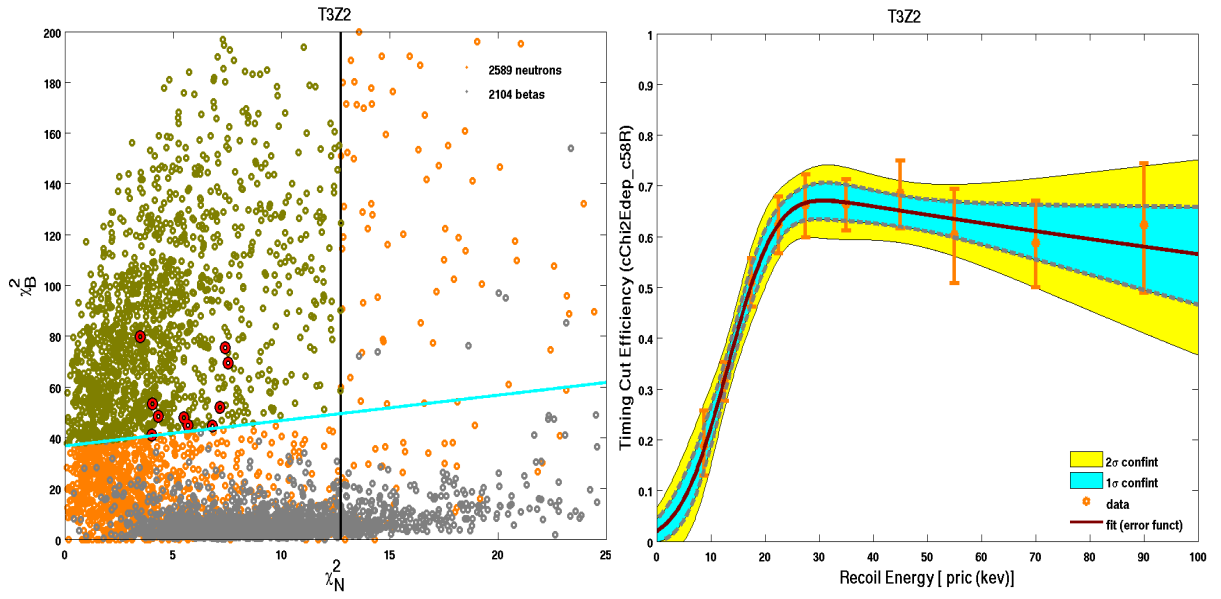 T3Z2
200
180
160
140
120
100
80
60
40
20
0
χ²B
2589 neutrons
2104 betas
0 5 10 15 20 25
χ²N
T3Z2
1
0.9
0.8
0.7
0.6
0.5
0.4
0.3
0.2
0.1
0
Timing Cut Efficiency (cChi2Edep_c58R)
2σ confint
1σ confint
data
fit (error funct)
0 10 20 30 40 50 60 70 80 90 100
Recoil Energy [ pric (kev)]